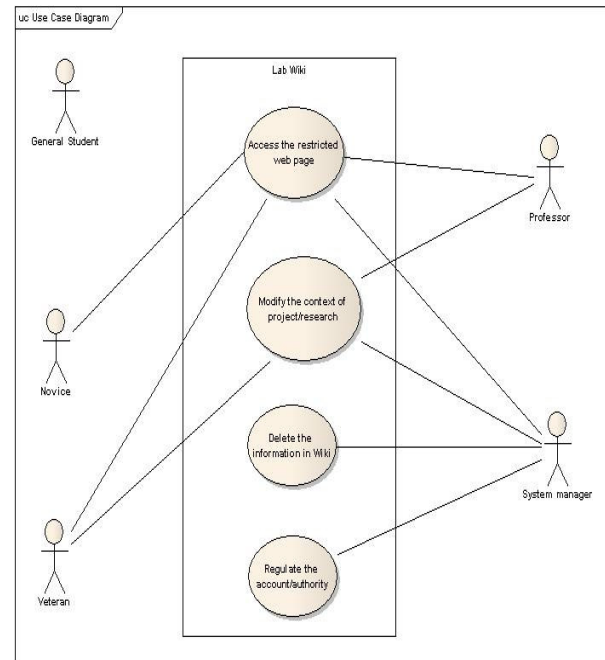 uc Use Case Diagram
Lab Wiki
General Student
Access the restricted
web page
Professor
Modify the context of
project/research
Novice
Delete the
information in Wiki
System manager
Regulate the
account/authority
Veteran